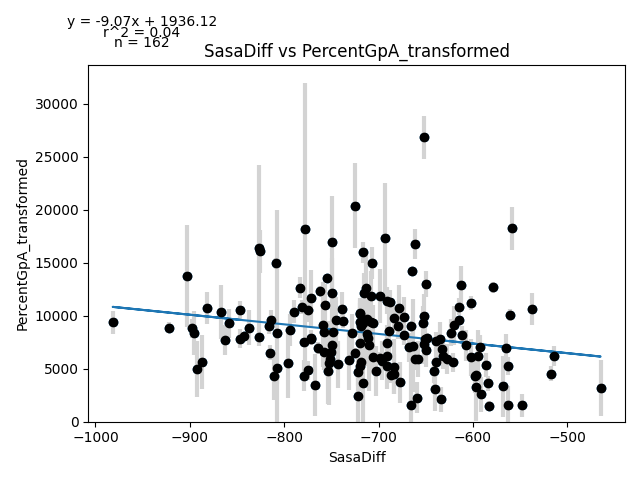 y = -9.07x + 1936.12
r^2 = 0.04
n = 162
SasaDiff vs PercentGpA_transformed
PercentGpA_transformed
30000
25000
20000
15000
10000
5000
0
−1000
−900
−800
−700
−600
−500
SasaDiff